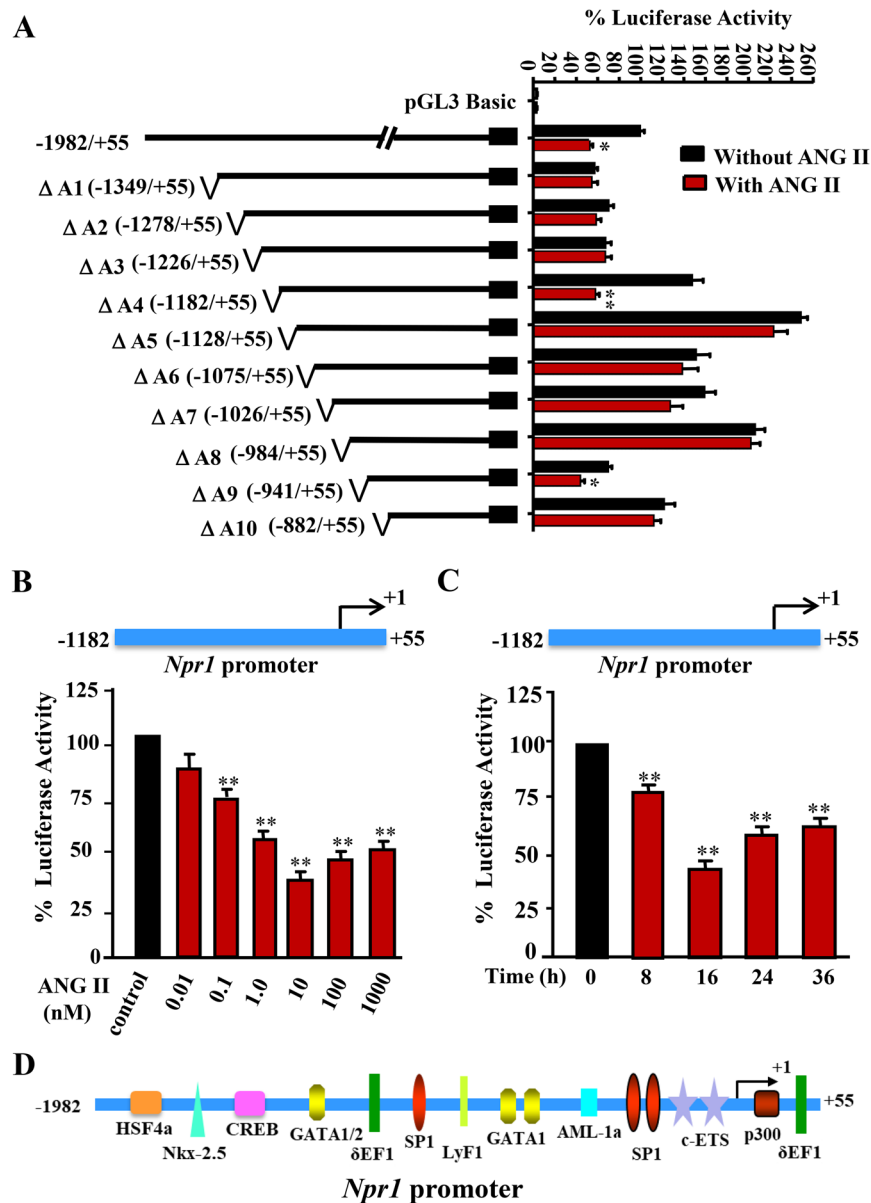 A
% Luciferase Activity
0 20 40 60 80 100 120 140 160 180 200 220 240 260
pGL3 Basic
-1982/+55
*
Without ANG II
With ANG II
Δ A1 (-1349/+55)
Δ A2 (-1278/+55)
Δ A3 (-1226/+55)
Δ A4 (-1182/+55)
**
Δ A5 (-1128/+55)
Δ A6 (-1075/+55)
Δ A7 (-1026/+55)
Δ A8 (-984/+55)
Δ A9 (-941/+55)
*
Δ A10 (-882/+55)
B
+1
-1182
+55
Npr1 promoter
% Luciferase Activity
125
100
75
50
25
0
** ** ** ** **
ANG II
(nM)
control 0.01 0.1 1.0 10 100 1000
C
+1
-1182
+55
Npr1 promoter
% Luciferase Activity
125
100
75
50
25
0
** ** ** **
Time (h) 0 8 16 24 36
D
+1
-1982
+55
HSF4a
Nkx-2.5
CREB
GATA1/2
δEF1
SP1
LyF1
GATA1
AML-1a
SP1
c-ETS
p300
δEF1
Npr1 promoter